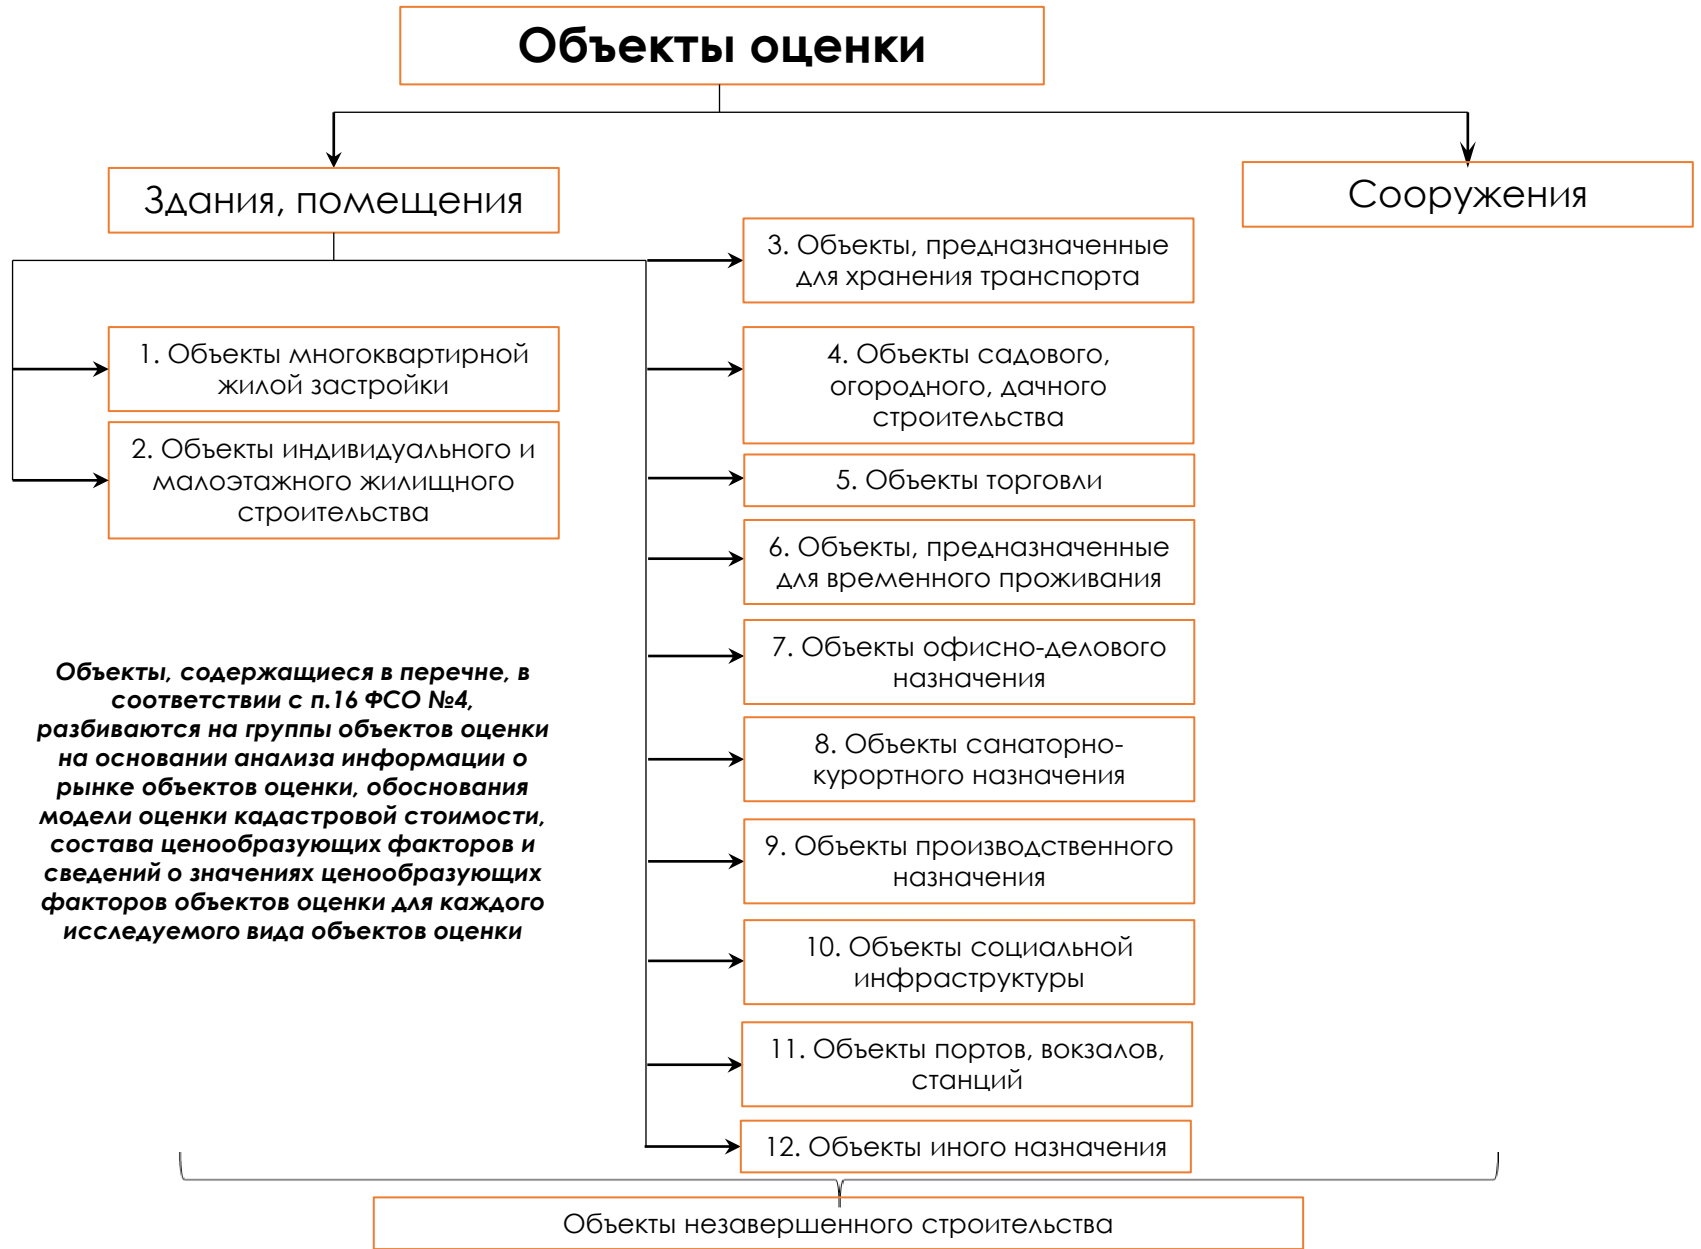 Объекты оценки
Здания, помещения
Сооружения
1. Объекты многоквартирной
жилой застройки
2. Объекты индивидуального и
малоэтажного жилищного
строительства
3. Объекты, предназначенные
для хранения транспорта
4. Объекты садового,
огородного, дачного
строительства
5. Объекты торговли
6. Объекты, предназначенные
для временного проживания
7. Объекты офисно-делового
назначения
8. Объекты санаторно-
курортного назначения
9. Объекты производственного
назначения
10. Объекты социальной
инфраструктуры
11. Объекты портов, вокзалов,
станций
12. Объекты иного назначения
Объекты, содержащиеся в перечне, в
соответствии с п.16 ФСО №4,
разбиваются на группы объектов оценки
на основании анализа информации о
рынке объектов оценки, обоснования
модели оценки кадастровой стоимости,
состава ценообразующих факторов и
сведений о значениях ценообразующих
факторов объектов оценки для каждого
исследуемого вида объектов оценки
Объекты незавершенного строительства